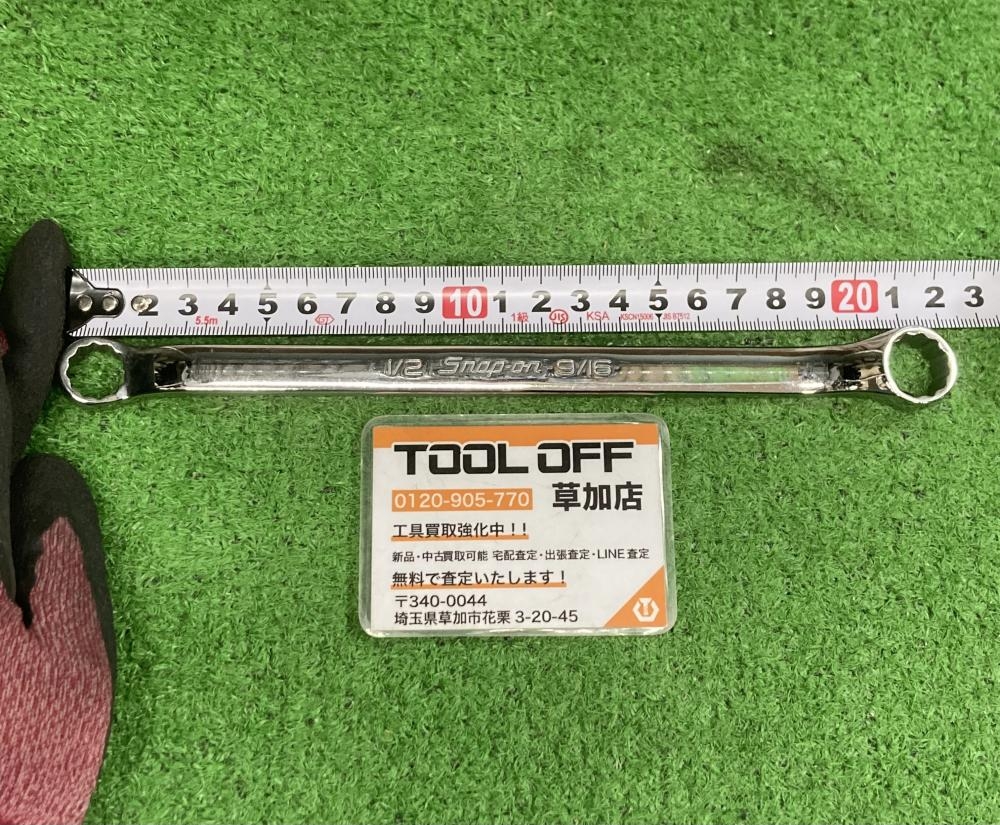 2 3 4 5 6 7 8 9 10 1 2 3 4 5 6 7 8 9 20 1 2 3
5.5m 1級 JIS KSA KSCN15006 JIS B7512
1/2 Snap-on 9/16
TOOL OFF
0120-905-770 草加店
工具買取強化中!!
新品・中古買取可能 宅配査定・出張査定・LINE査定
無料で査定いたします!
〒340-0044
埼玉県草加市花栗3-20-45